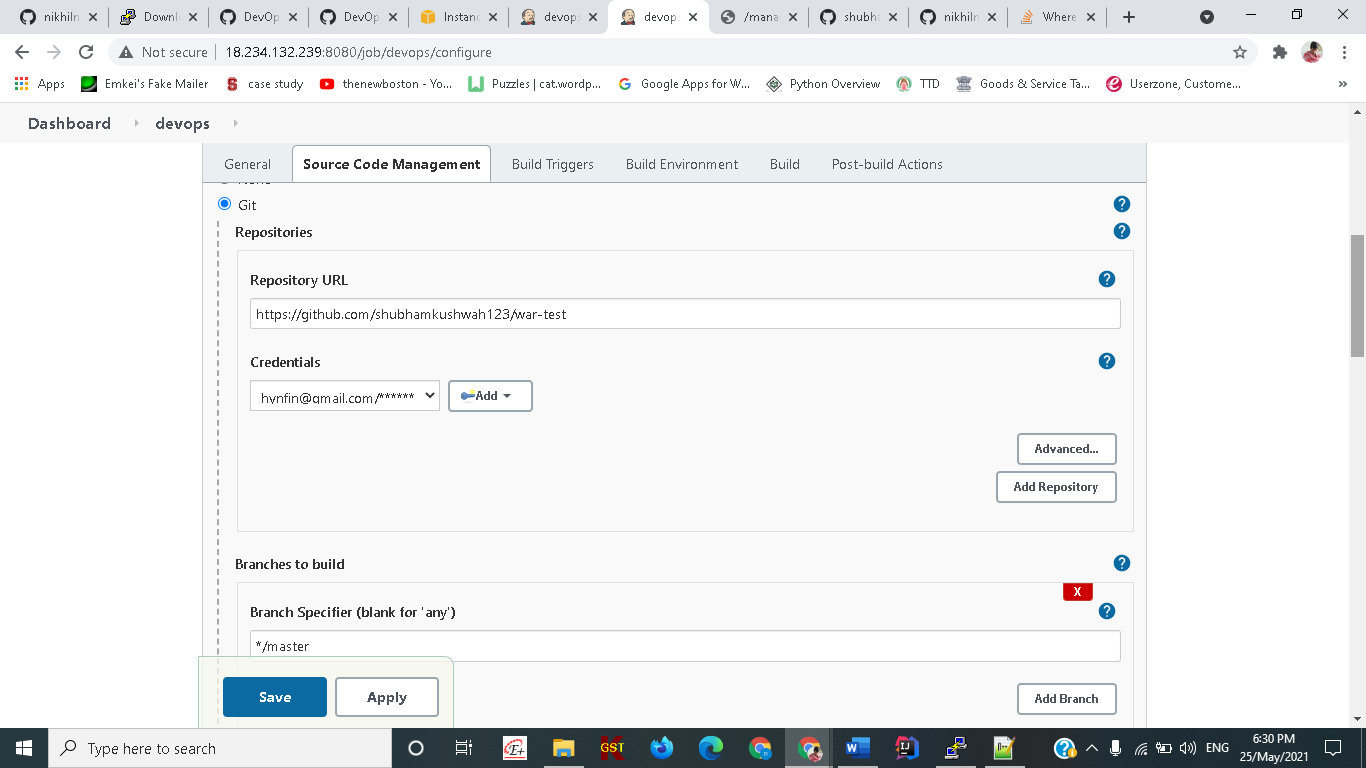 nikhiln
Downl
DevOp
DevOp
Instanc
devops
devops
/mana
shubha
nikhiln
Where
Not secure
18.234.132.239:8080/job/devops/configure
Apps
Emkei's Fake Mailer
case study
thenewboston - Yo...
Puzzles | cat.wordp...
Google Apps for W...
Python Overview
TTD
Goods & Service Ta...
Userzone, Custome...
»
Dashboard
devops
General
Source Code Management
Build Triggers
Build Environment
Build
Post-build Actions
None
Git
Repositories
Repository URL
https://github.com/shubhamkushwah123/war-test
Credentials
hvnfin@gmail.com/******
Add
Advanced...
Add Repository
Branches to build
X
Branch Specifier (blank for 'any')
*/master
Save
Apply
Add Branch
Type here to search
E+
GST
ENG
6:30 PM
25/May/2021